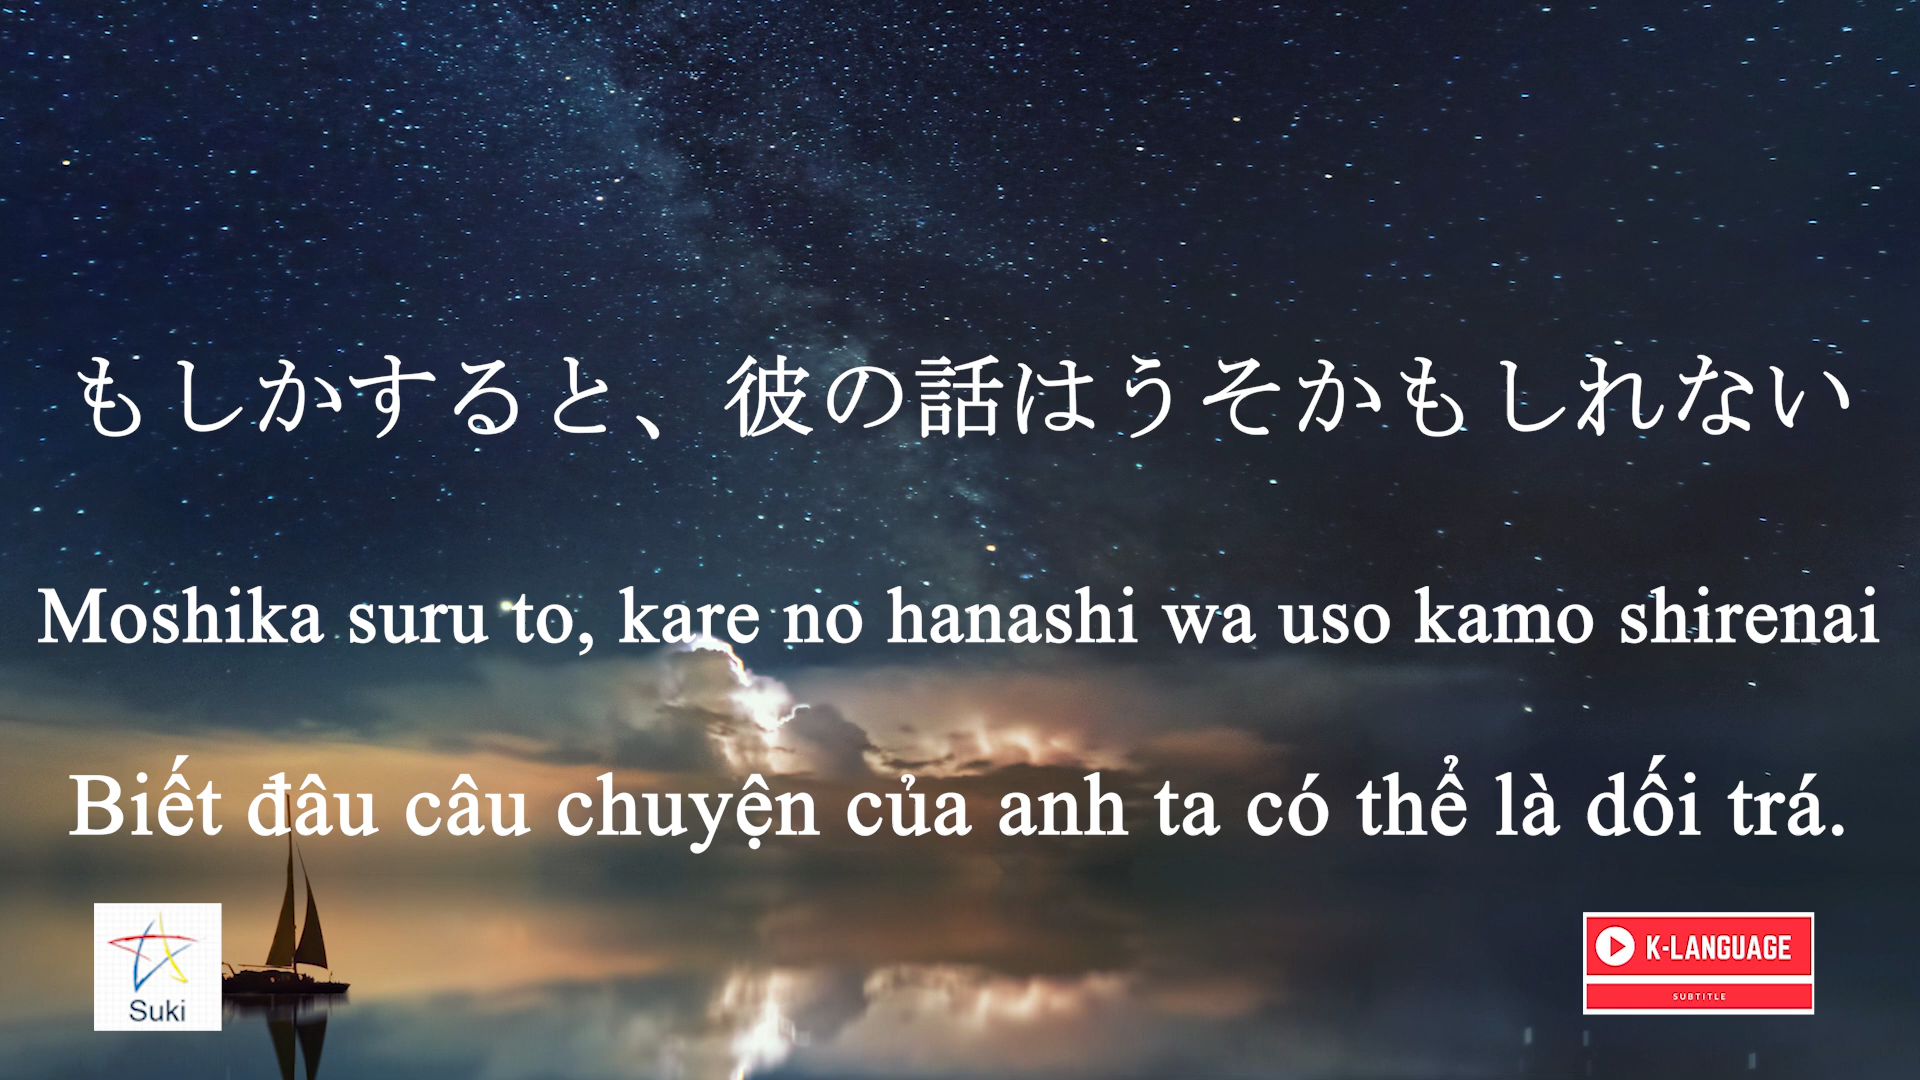 もしかすると、彼の話はうそかもしれない
Moshika suru to, kare no hanashi wa uso kamo shirenai
Biết đâu câu chuyện của anh ta có thể là dối trá.
Suki
K-LANGUAGE
SUBTITLE